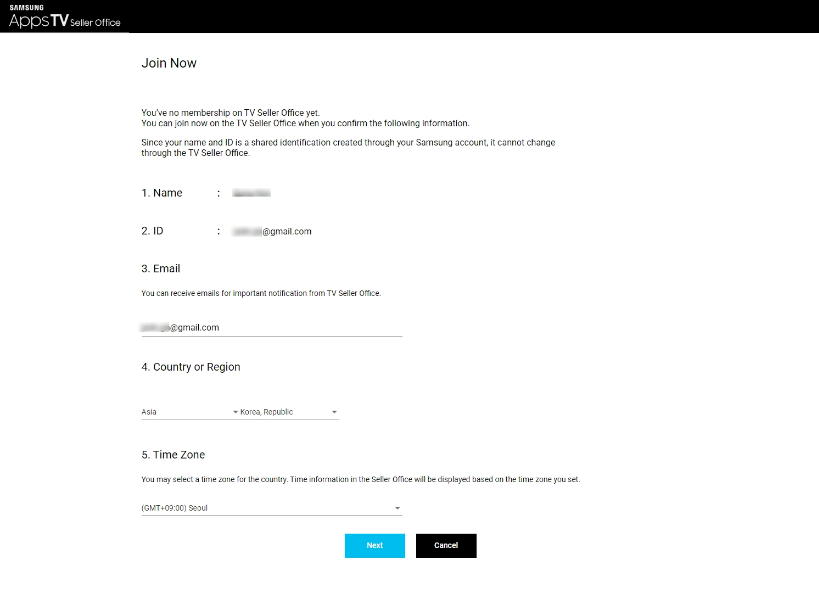 SAMSUNG
AppsTV Seller Office
Join Now
You've no membership on TV Seller Office yet.
You can join now on the TV Seller Office when you confirm the following information.
Since your name and ID is a shared identification created through your Samsung account, it cannot change
through the TV Seller Office.
1. Name :
2. ID : @gmail.com
3. Email
You can receive emails for important notification from TV Seller Office.
@gmail.com
4. Country or Region
Asia Korea, Republic
5. Time Zone
You may select a time zone for the country. Time information in the Seller Office will be displayed based on the time zone you set.
(GMT+09:00) Seoul
Next Cancel